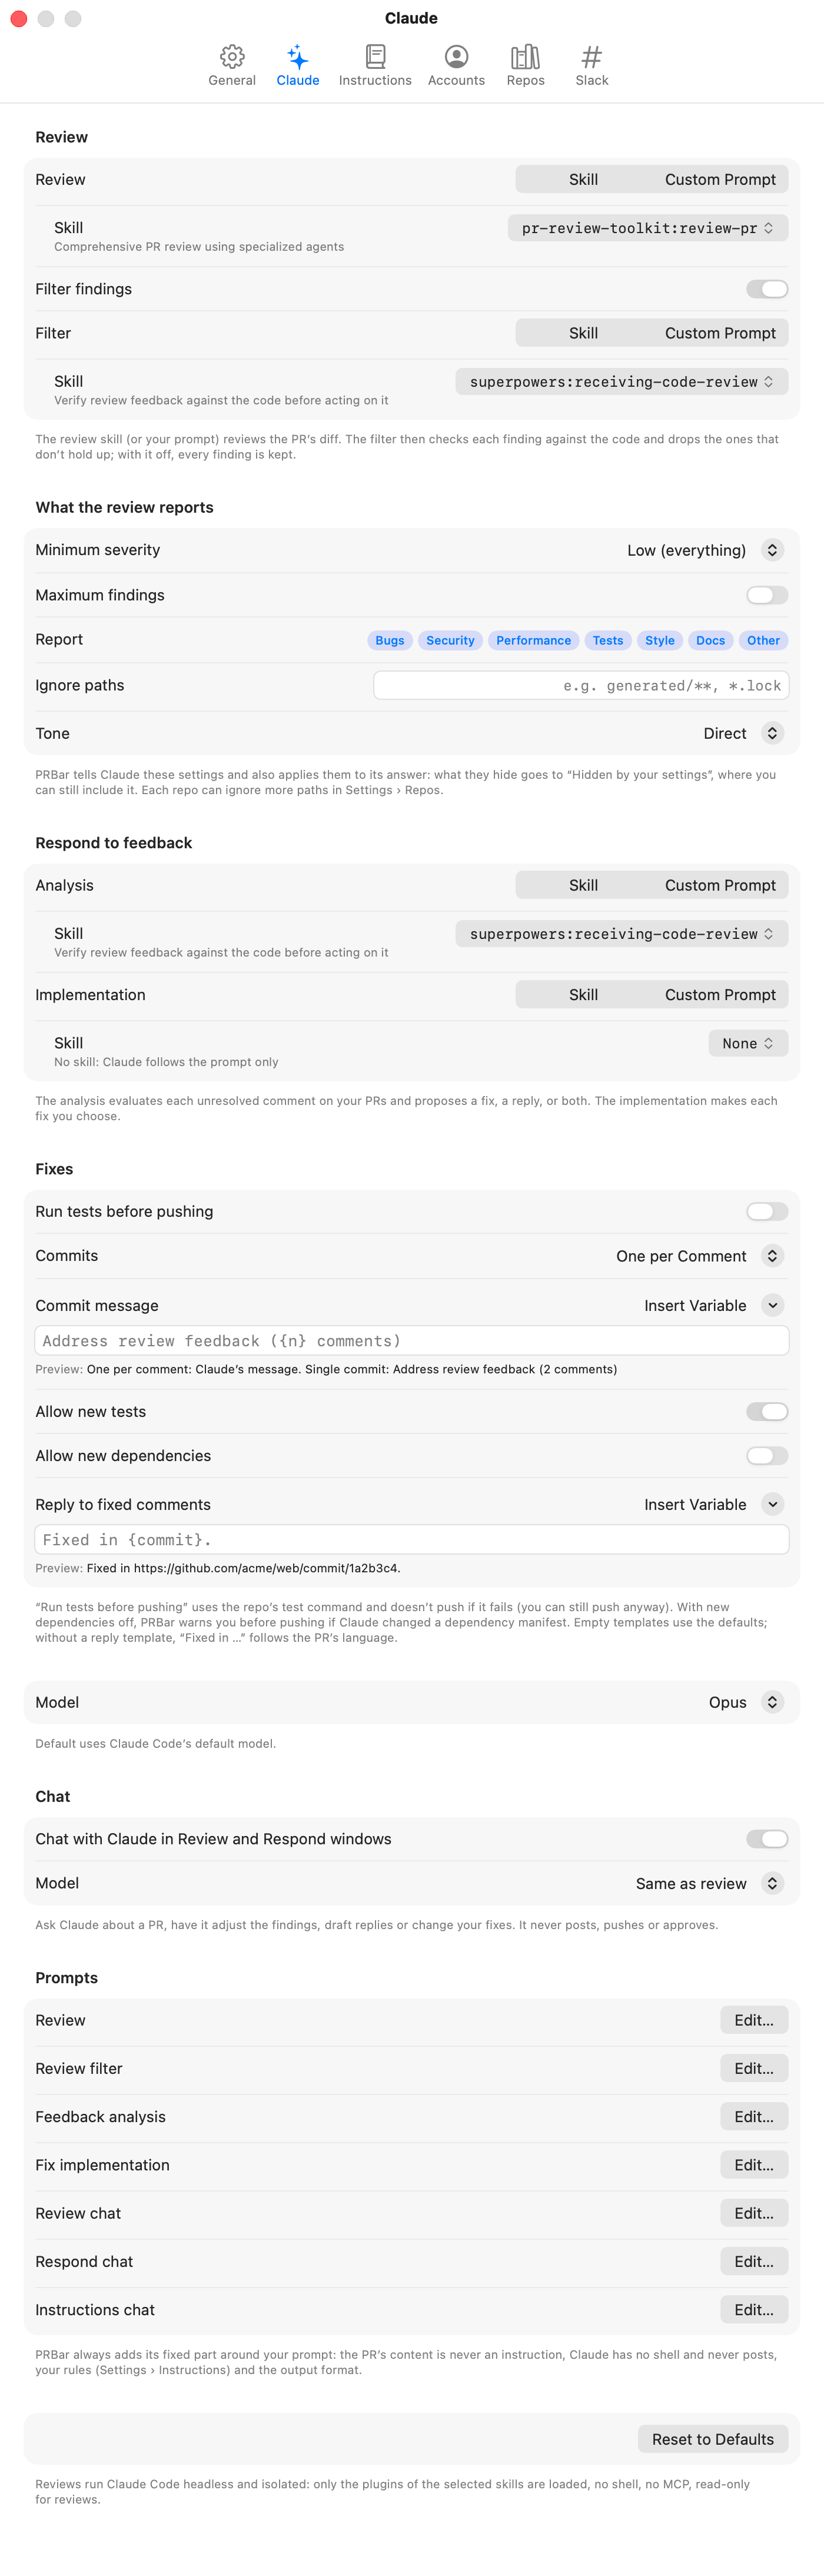 Claude
General
Claude
Instructions
Accounts
Repos
Slack
Review
Review
Skill
Custom Prompt
Skill
pr-review-toolkit:review-pr
Comprehensive PR review using specialized agents
Filter findings
Filter
Skill
Custom Prompt
Skill
superpowers:receiving-code-review
Verify review feedback against the code before acting on it
The review skill (or your prompt) reviews the PR's diff. The filter then checks each finding against the code and drops the ones that
don't hold up; with it off, every finding is kept.
What the review reports
Minimum severity
Low (everything)
Maximum findings
Report
Bugs
Security
Performance
Tests
Style
Docs
Other
Ignore paths
e.g. generated/**, *.lock
Tone
Direct
PRBar tells Claude these settings and also applies them to its answer: what they hide goes to “Hidden by your settings”, where you
can still include it. Each repo can ignore more paths in Settings › Repos.
Respond to feedback
Analysis
Skill
Custom Prompt
Skill
superpowers:receiving-code-review
Verify review feedback against the code before acting on it
Implementation
Skill
Custom Prompt
Skill
None
No skill: Claude follows the prompt only
The analysis evaluates each unresolved comment on your PRs and proposes a fix, a reply, or both. The implementation makes each
fix you choose.
Fixes
Run tests before pushing
Commits
One per Comment
Commit message
Insert Variable
Address review feedback ({n} comments)
Preview: One per comment: Claude's message. Single commit: Address review feedback (2 comments)
Allow new tests
Allow new dependencies
Reply to fixed comments
Insert Variable
Fixed in {commit}.
Preview: Fixed in https://github.com/acme/web/commit/1a2b3c4.
“Run tests before pushing” uses the repo's test command and doesn't push if it fails (you can still push anyway). With new
dependencies off, PRBar warns you before pushing if Claude changed a dependency manifest. Empty templates use the defaults;
without a reply template, “Fixed in …” follows the PR's language.
Model
Opus
Default uses Claude Code's default model.
Chat
Chat with Claude in Review and Respond windows
Model
Same as review
Ask Claude about a PR, have it adjust the findings, draft replies or change your fixes. It never posts, pushes or approves.
Prompts
Review
Edit…
Review filter
Edit…
Feedback analysis
Edit…
Fix implementation
Edit…
Review chat
Edit…
Respond chat
Edit…
Instructions chat
Edit…
PRBar always adds its fixed part around your prompt: the PR's content is never an instruction, Claude has no shell and never posts,
your rules (Settings › Instructions) and the output format.
Reset to Defaults
Reviews run Claude Code headless and isolated: only the plugins of the selected skills are loaded, no shell, no MCP, read-only
for reviews.